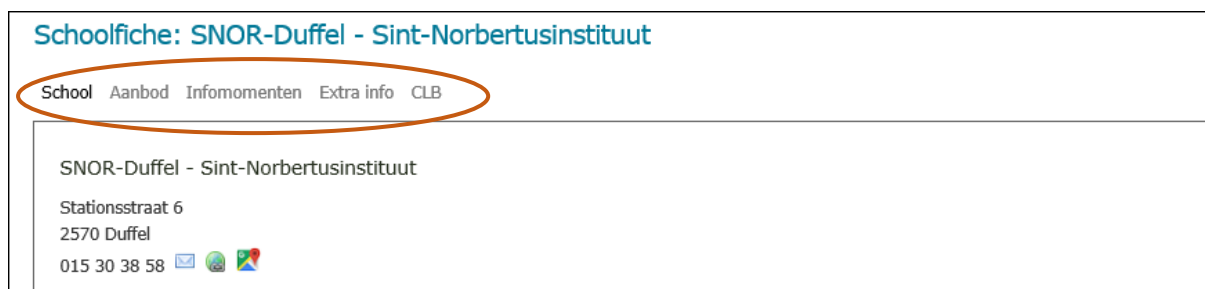 Schoolfiche: SNOR-Duffel - Sint-Norbertusinstituut
School Aanbod Infomomenten Extra info CLB
SNOR-Duffel - Sint-Norbertusinstituut
Stationsstraat 6
2570 Duffel
015 30 38 58